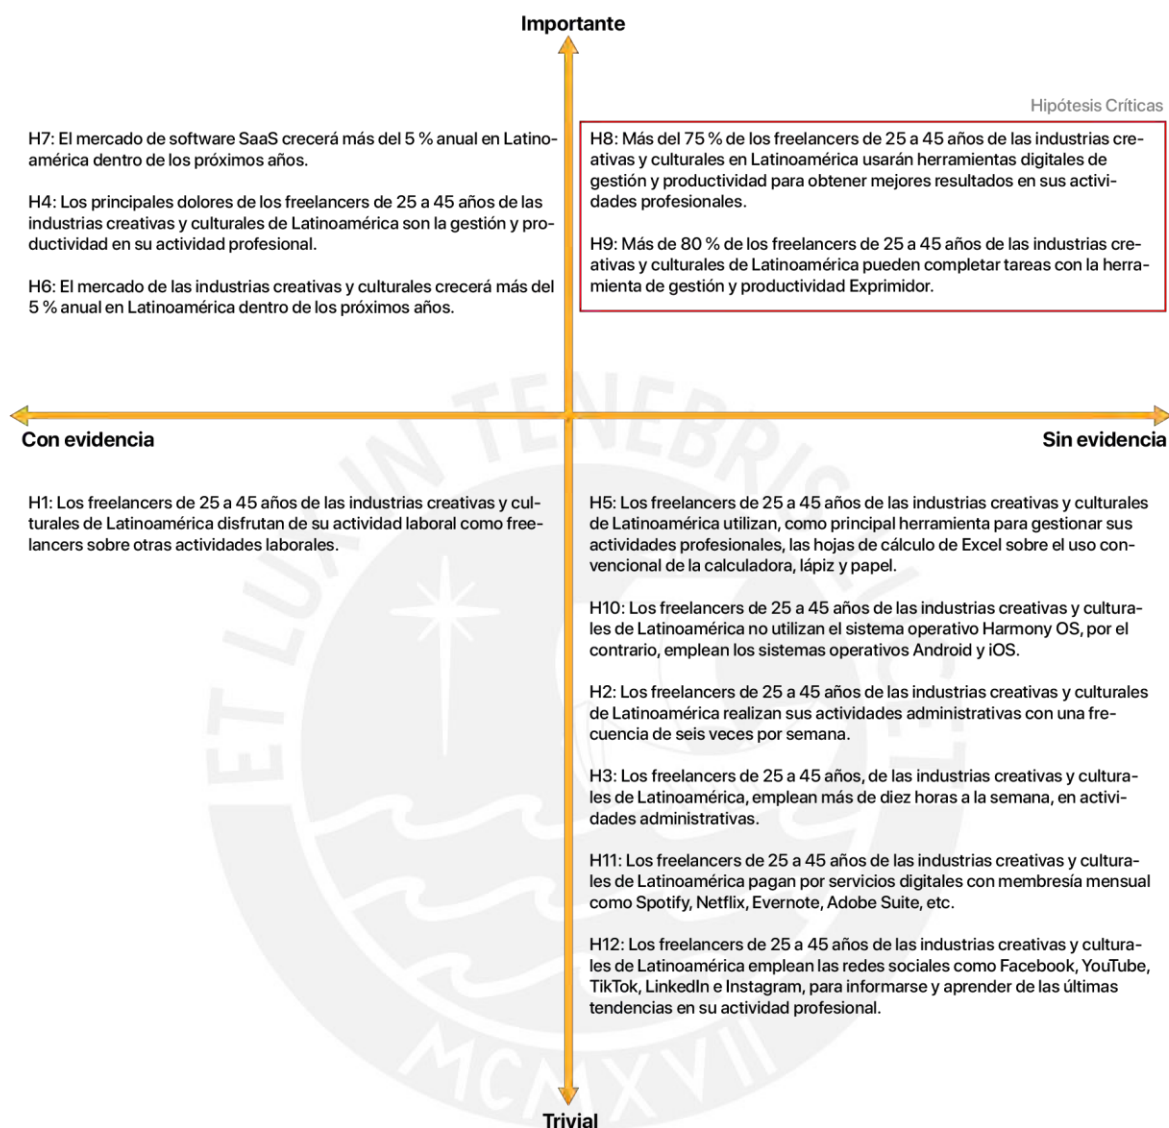 Importante
Hipótesis Críticas
H7: El mercado de software SaaS crecerá más del 5 % anual en Latino-
américa dentro de los próximos años.
H4: Los principales dolores de los freelancers de 25 a 45 años de las
industrias creativas y culturales de Latinoamérica son la gestión y pro-
ductividad en su actividad profesional.
H6: El mercado de las industrias creativas y culturales crecerá más del
5 % anual en Latinoamérica dentro de los próximos años.
H8: Más del 75 % de los freelancers de 25 a 45 años de las industrias cre-
ativas y culturales en Latinoamérica usarán herramientas digitales de
gestión y productividad para obtener mejores resultados en sus activi-
dades profesionales.
H9: Más de 80 % de los freelancers de 25 a 45 años de las industrias cre-
ativas y culturales de Latinoamérica pueden completar tareas con la herra-
mienta de gestión y productividad Exprimidor.
Con evidencia
Sin evidencia
H1: Los freelancers de 25 a 45 años de las industrias creativas y cul-
turales de Latinoamérica disfrutan de su actividad laboral como free-
lancers sobre otras actividades laborales.
H5: Los freelancers de 25 a 45 años de las industrias creativas y culturales
de Latinoamérica utilizan, como principal herramienta para gestionar sus
actividades profesionales, las hojas de cálculo de Excel sobre el uso con-
vencional de la calculadora, lápiz y papel.
H10: Los freelancers de 25 a 45 años de las industrias creativas y cultura-
les de Latinoamérica no utilizan el sistema operativo Harmony OS, por el
contrario, emplean los sistemas operativos Android y iOS.
H2: Los freelancers de 25 a 45 años de las industrias creativas y culturales
de Latinoamérica realizan sus actividades administrativas con una fre-
cuencia de seis veces por semana.
H3: Los freelancers de 25 a 45 años, de las industrias creativas y cultura-
les de Latinoamérica, emplean más de diez horas a la semana, en activi-
dades administrativas.
H11: Los freelancers de 25 a 45 años de las industrias creativas y cultura-
les de Latinoamérica pagan por servicios digitales con membresía mensual
como Spotify, Netflix, Evernote, Adobe Suite, etc.
H12: Los freelancers de 25 a 45 años de las industrias creativas y cultura-
les de Latinoamérica emplean las redes sociales como Facebook, YouTube,
TikTok, LinkedIn e Instagram, para informarse y aprender de las últimas
tendencias en su actividad profesional.
Trivial
ET LUX IN TENEBRIS LUCET
MCMXVII